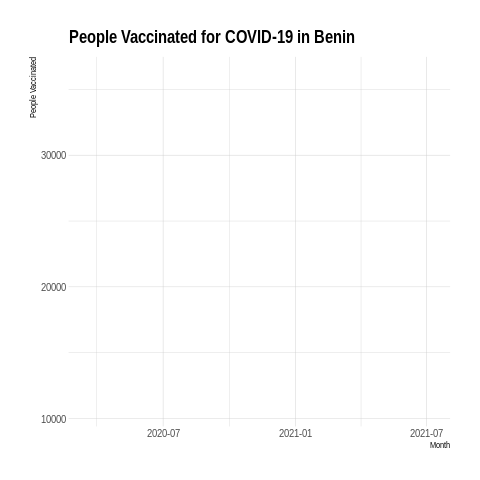 People Vaccinated for COVID-19 in Benin
People Vaccinated
30000
20000
10000
2020-07 2021-01 2021-07
Month